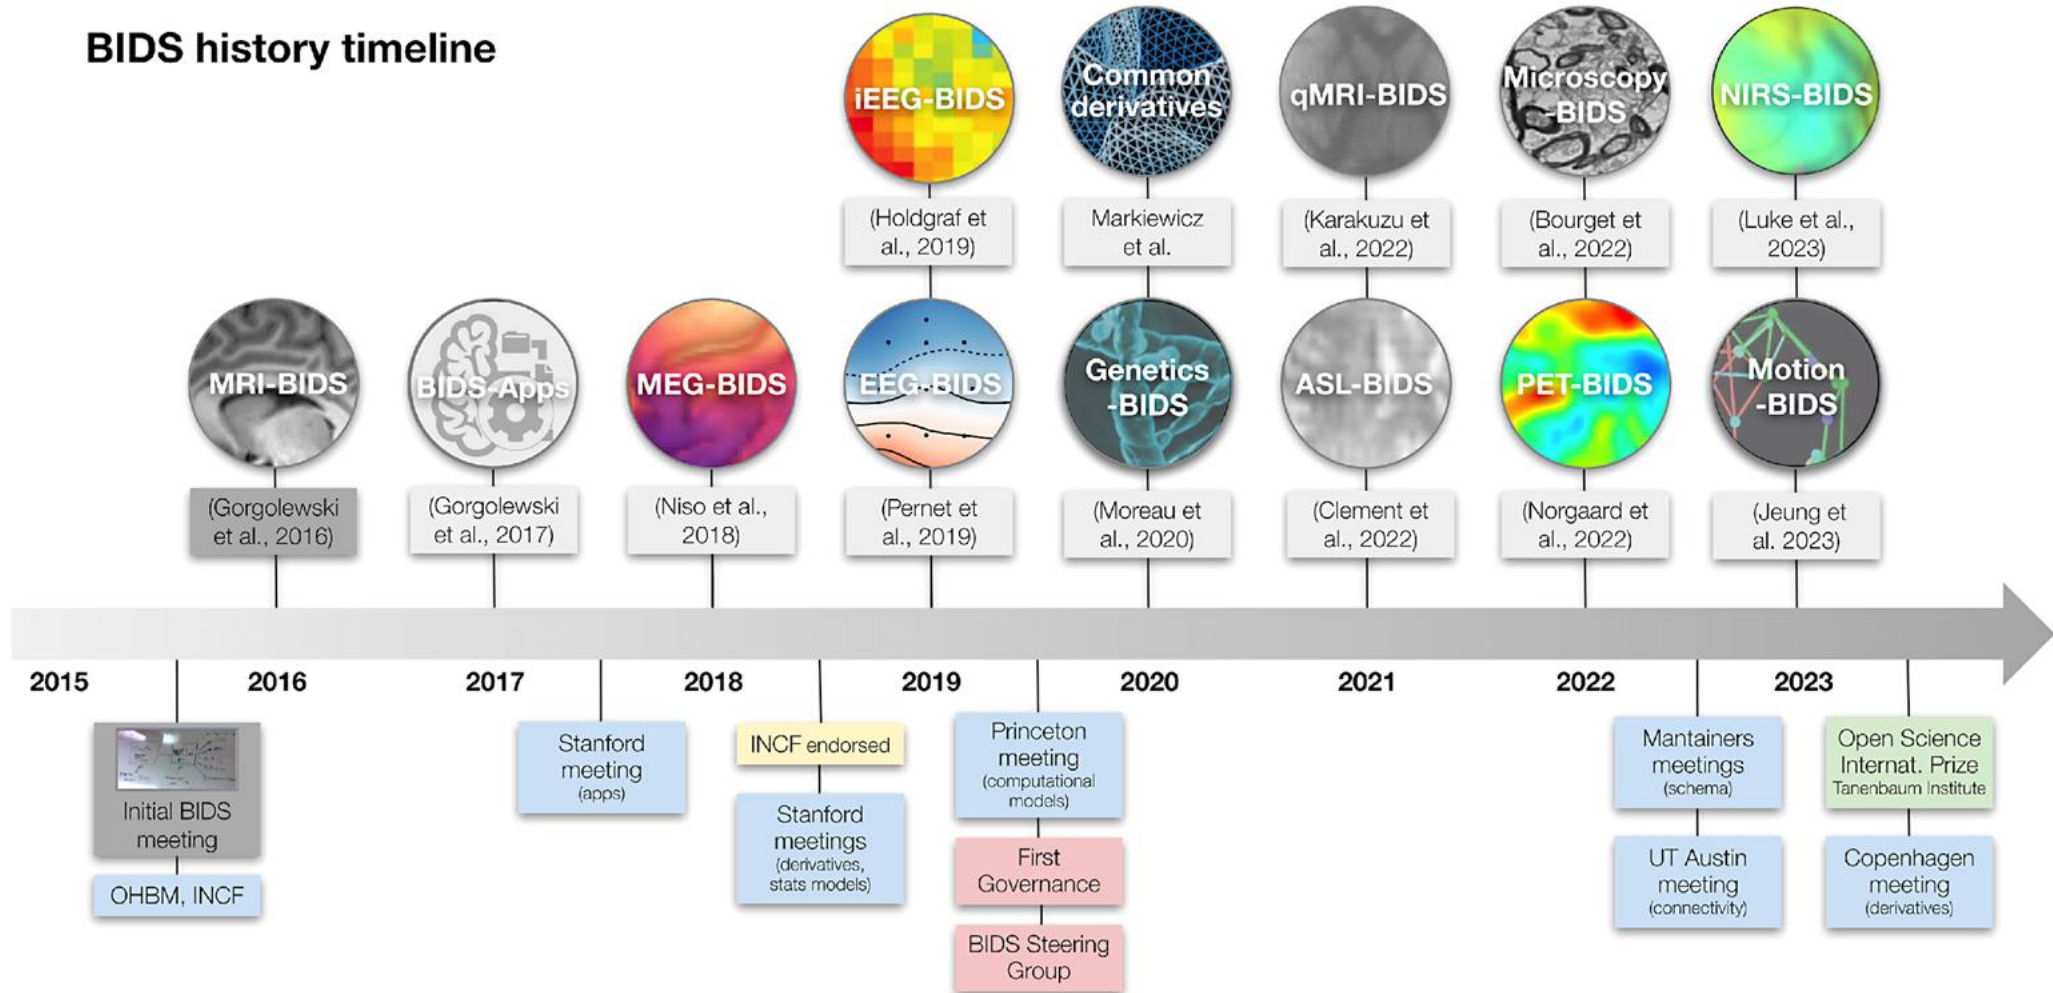 BIDS history timeline
iEEG-BIDS
Common
derivatives
qMRI-BIDS
Microscopy
-BIDS
NIRS-BIDS
(Holdgraf et
al., 2019)
Markiewicz
et al.
(Karakuzu et
al., 2022)
(Bourget et
al., 2022)
(Luke et al.,
2023)
MRI-BIDS
BIDS-Apps
MEG-BIDS
EEG-BIDS
Genetics
-BIDS
ASL-BIDS
PET-BIDS
Motion
-BIDS
(Gorgolewski
et al., 2016)
(Gorgolewski
et al., 2017)
(Niso et al.,
2018)
(Pernet et
al., 2019)
(Moreau et
al., 2020)
(Clement et
al., 2022)
(Norgaard et
al., 2022)
(Jeung et
al. 2023)
2015
2016
2017
2018
2019
2020
2021
2022
2023
Initial BIDS
meeting
OHBM, INCF
Stanford
meeting
(apps)
INCF endorsed
Stanford
meetings
(derivatives,
stats models)
Princeton
meeting
(computational
models)
First
Governance
BIDS Steering
Group
Mantainers
meetings
(schema)
UT Austin
meeting
(connectivity)
Open Science
Internat. Prize
Tanenbaum Institute
Copenhagen
meeting
(derivatives)